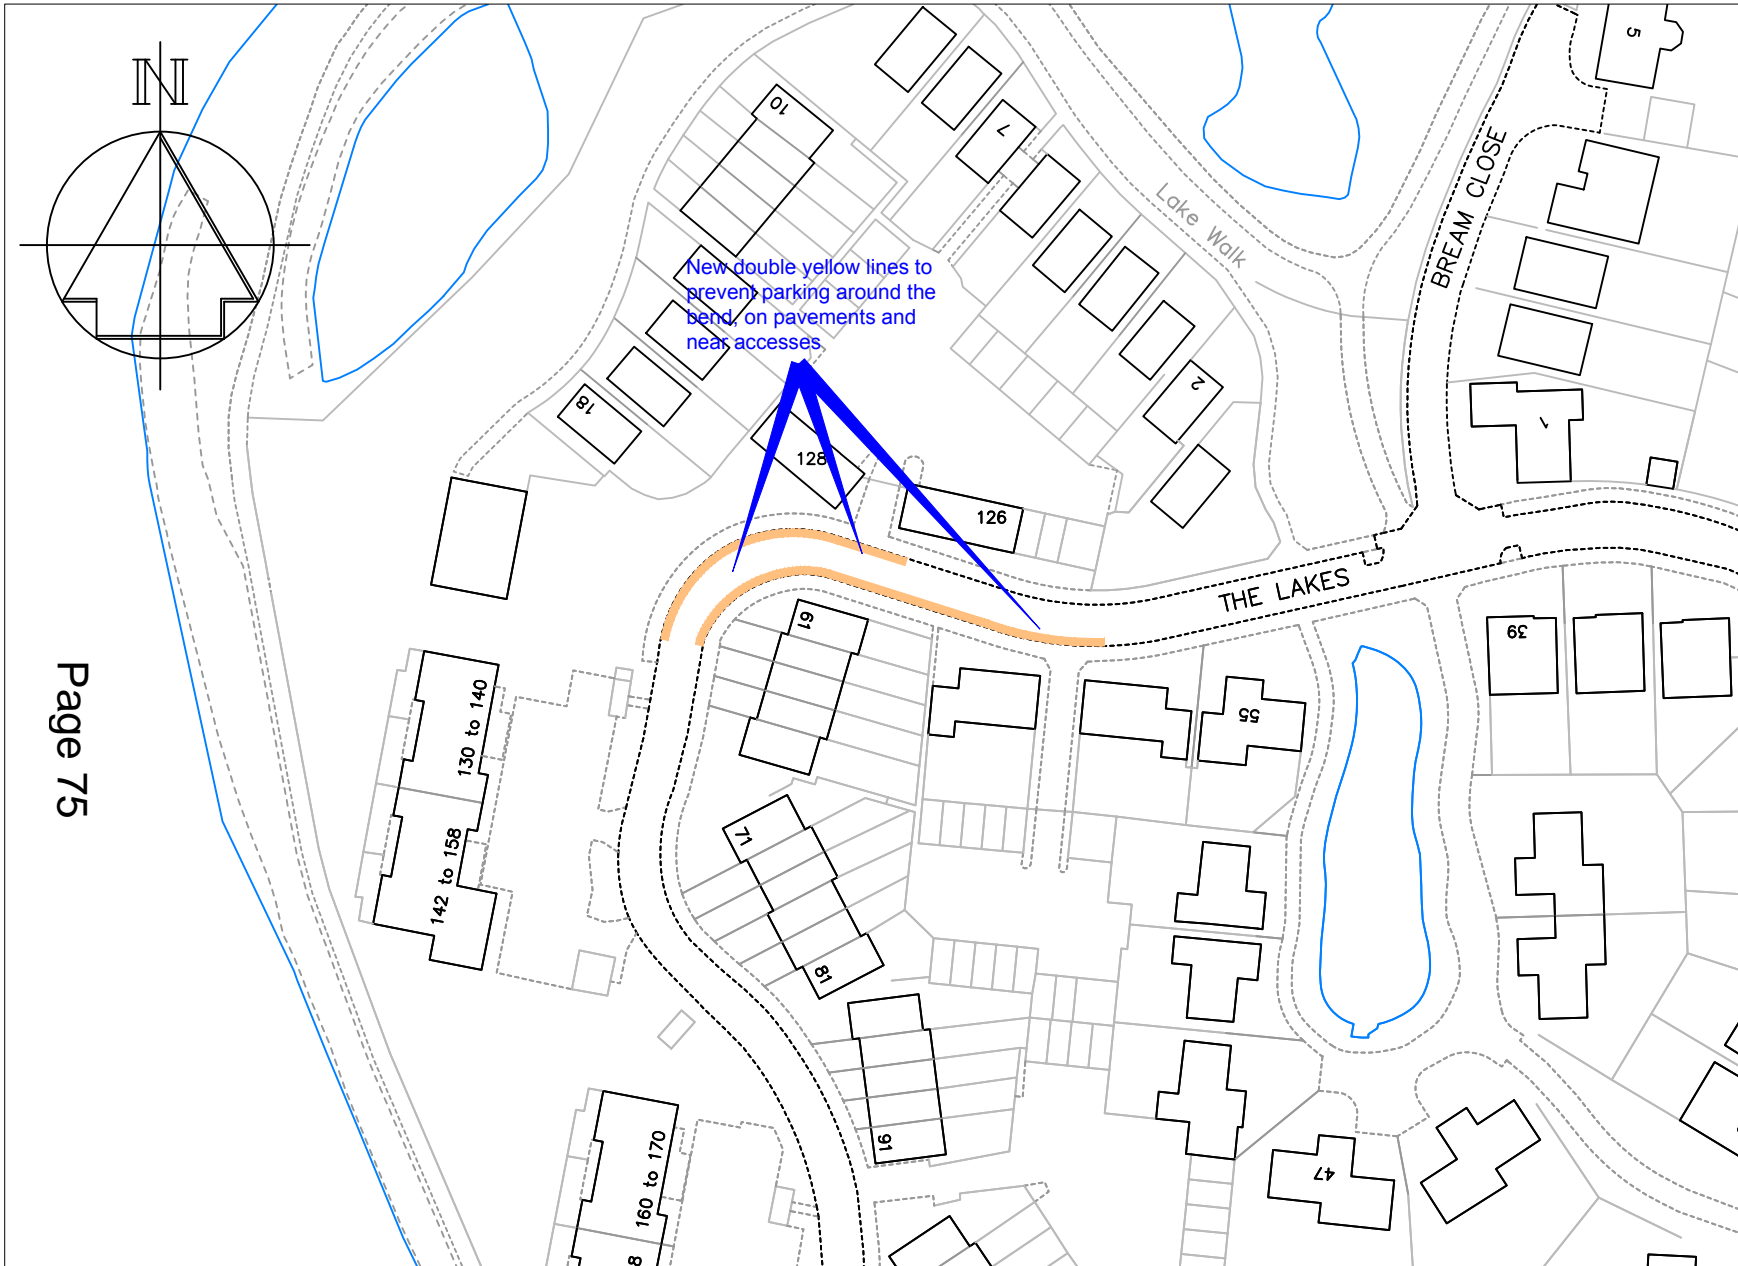 N
5
10
7
BREAM CLOSE
Lake Walk
New double yellow lines to
prevent parking around the
bend, on pavements and
near accesses
2
18
1
128
126
THE LAKES
61
39
55
130 to 140
Page 75
71
142 to 158
81
91
160 to 170
47
8